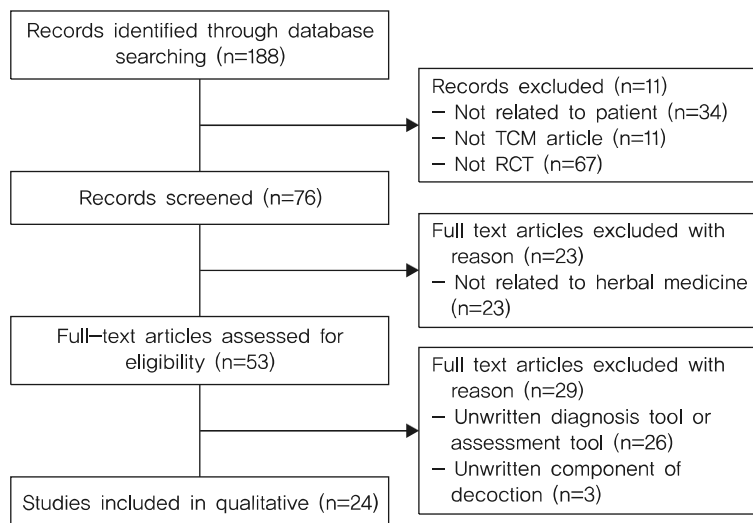 Records identified through database
searching (n=188)
Records excluded (n=11)
– Not related to patient (n=34)
– Not TCM article (n=11)
– Not RCT (n=67)
Records screened (n=76)
Full text articles excluded with
reason (n=23)
– Not related to herbal medicine
(n=23)
Full-text articles assessed for
eligibility (n=53)
Full text articles excluded with
reason (n=29)
– Unwritten diagnosis tool or
assessment tool (n=26)
– Unwritten component of
decoction (n=3)
Studies included in qualitative (n=24)